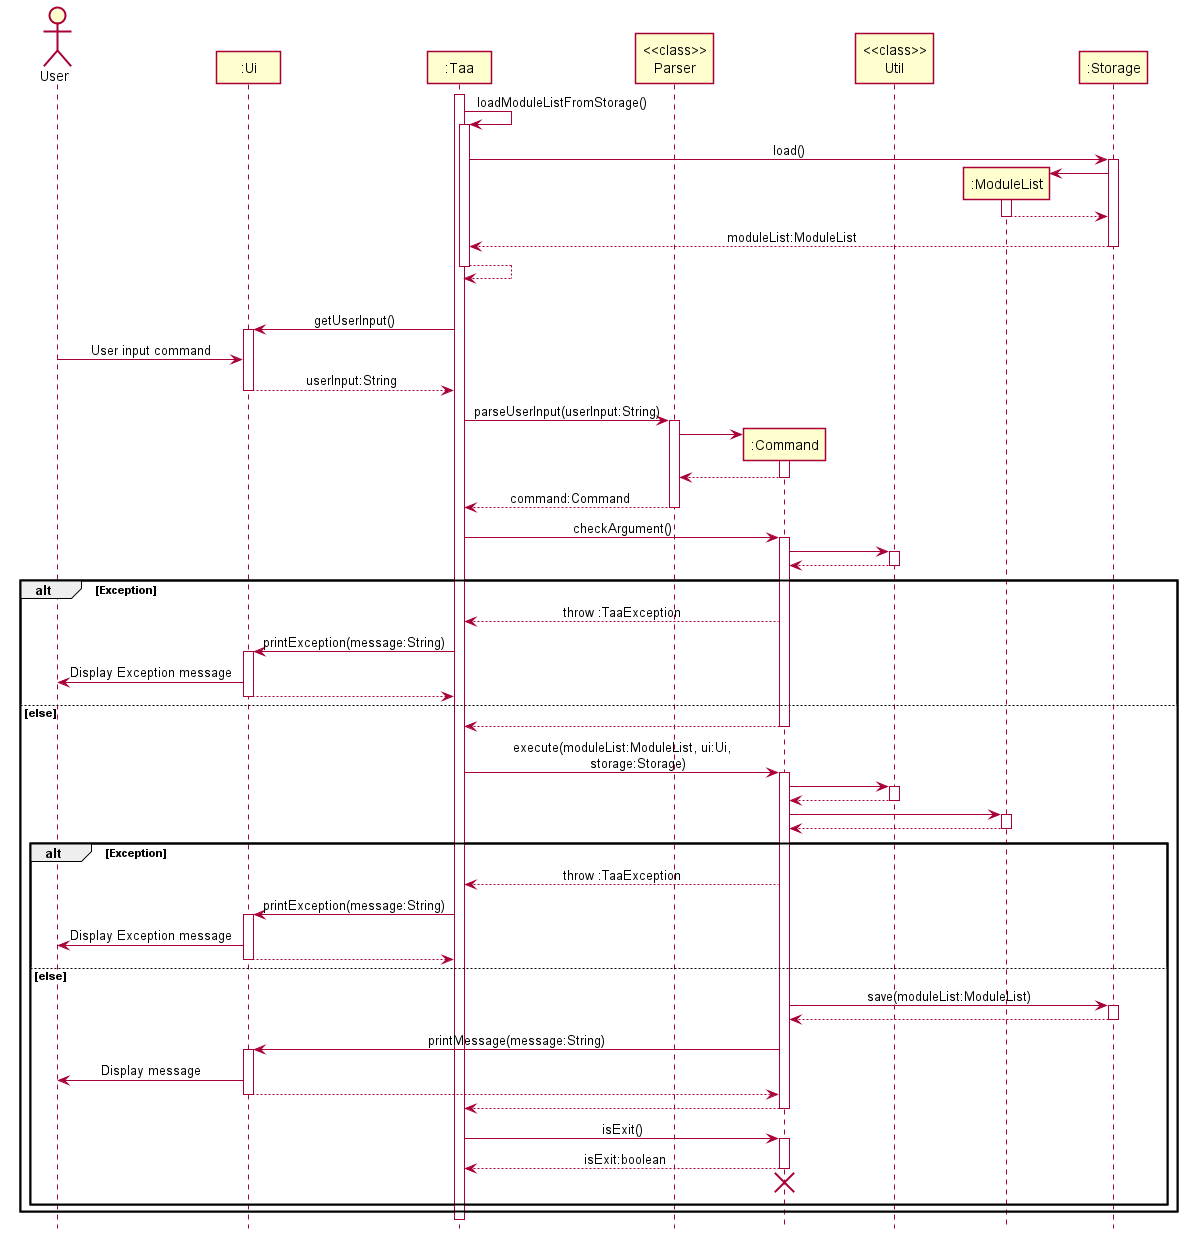 User
:Ui
:Taa
<<class>>
Parser
<<class>>
Util
:Storage
loadModuleListFromStorage()
load()
:ModuleList
moduleList:ModuleList
getUserInput()
User input command
userInput:String
parseUserInput(userInput:String)
:Command
command:Command
checkArgument()
alt
[Exception]
throw :TaaException
printException(message:String)
Display Exception message
[else]
execute(moduleList:ModuleList, ui:Ui,
storage:Storage)
alt
[Exception]
throw :TaaException
printException(message:String)
Display Exception message
[else]
save(moduleList:ModuleList)
printMessage(message:String)
Display message
isExit()
isExit:boolean